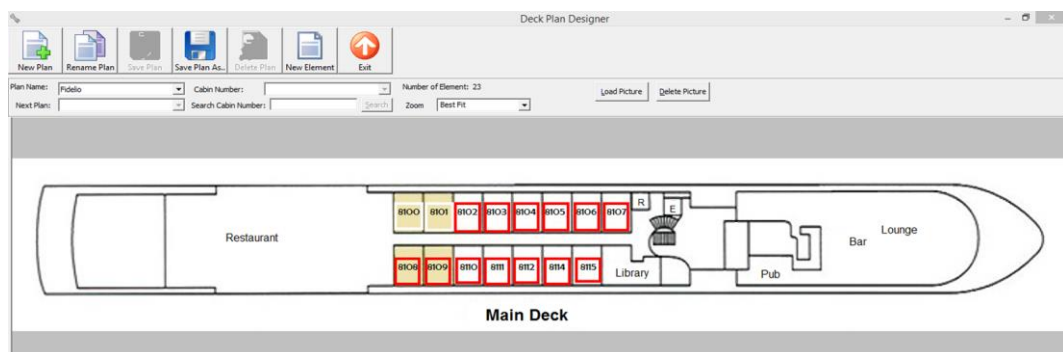 Deck Plan Designer
New Plan Rename Plan Save Plan Save Plan As.. Delete Plan New Element Exit
Plan Name: Fidelio Cabin Number: Number of Element: 23 Load Picture Delete Picture
Next Plan: Search Cabin Number: Search Zoom Best Fit
R
E
8100 8101 8102 8103 8104 8105 8106 8107
Restaurant
Bar
Lounge
8108 8109 8110 8111 8112 8114 8115
Library
Pub
Main Deck